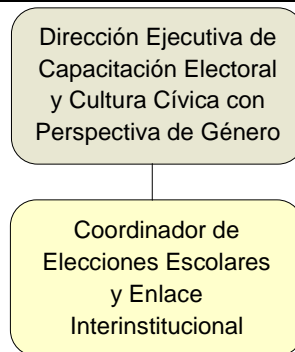 Dirección Ejecutiva de
Capacitación Electoral
y Cultura Cívica con
Perspectiva de Género
Coordinador de
Elecciones Escolares
y Enlace
Interinstitucional